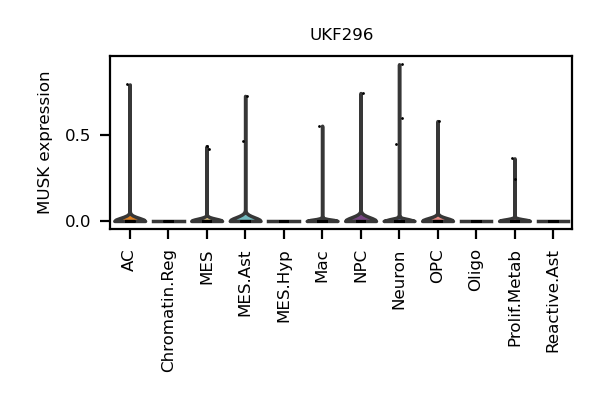 UKF296
MUSK expression
0.5
0.0
AC
Chromatin.Reg
MES
MES.Ast
MES.Hyp
Mac
NPC
Neuron
OPC
Oligo
Prolif.Metab
Reactive.Ast